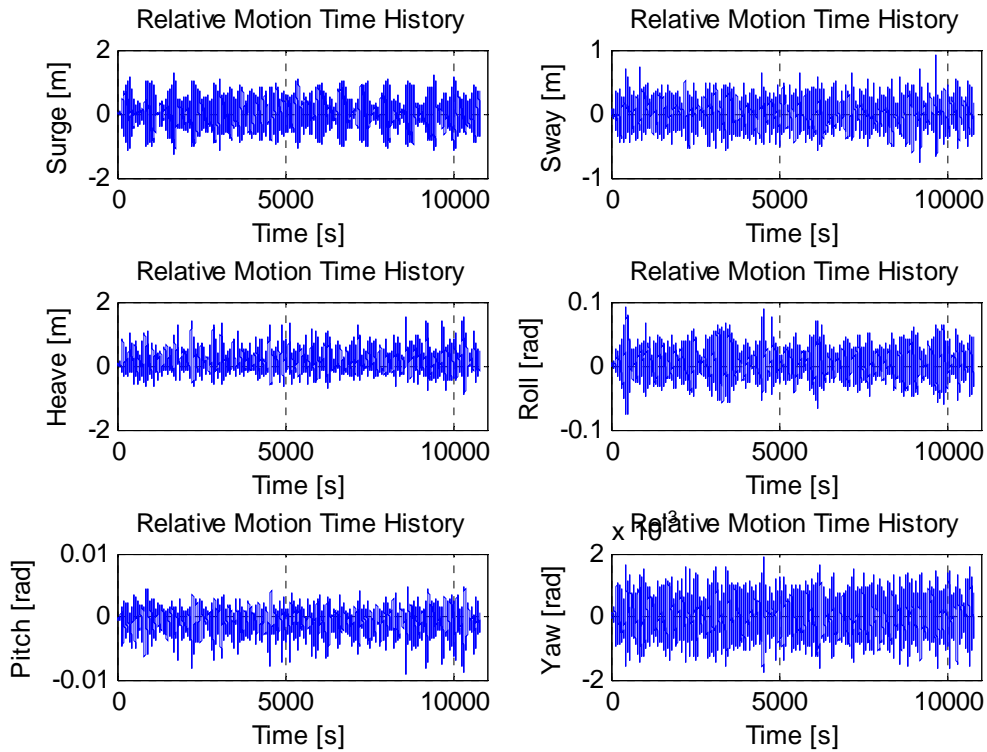 Relative Motion Time History
Surge [m]
2
0
-2
0 5000 10000
Time [s]
Relative Motion Time History
Sway [m]
1
0
-1
0 5000 10000
Time [s]
Relative Motion Time History
Heave [m]
2
0
-2
0 5000 10000
Time [s]
Relative Motion Time History
Roll [rad]
0.1
0
-0.1
0 5000 10000
Time [s]
Relative Motion Time History
Pitch [rad]
0.01
0
-0.01
0 5000 10000
Time [s]
Relative Motion Time History
x 10⁻³
Yaw [rad]
2
0
-2
0 5000 10000
Time [s]